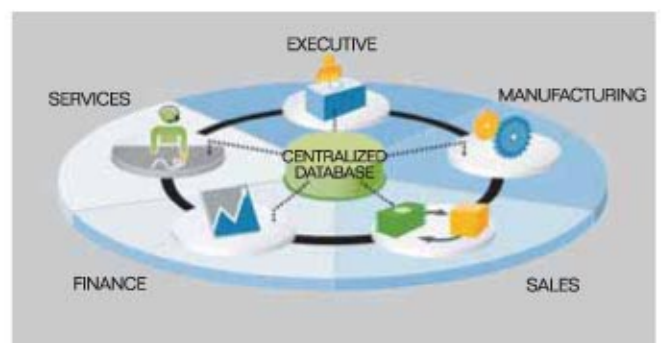 EXECUTIVE
SERVICES
MANUFACTURING
CENTRALIZED
DATABASE
FINANCE
SALES